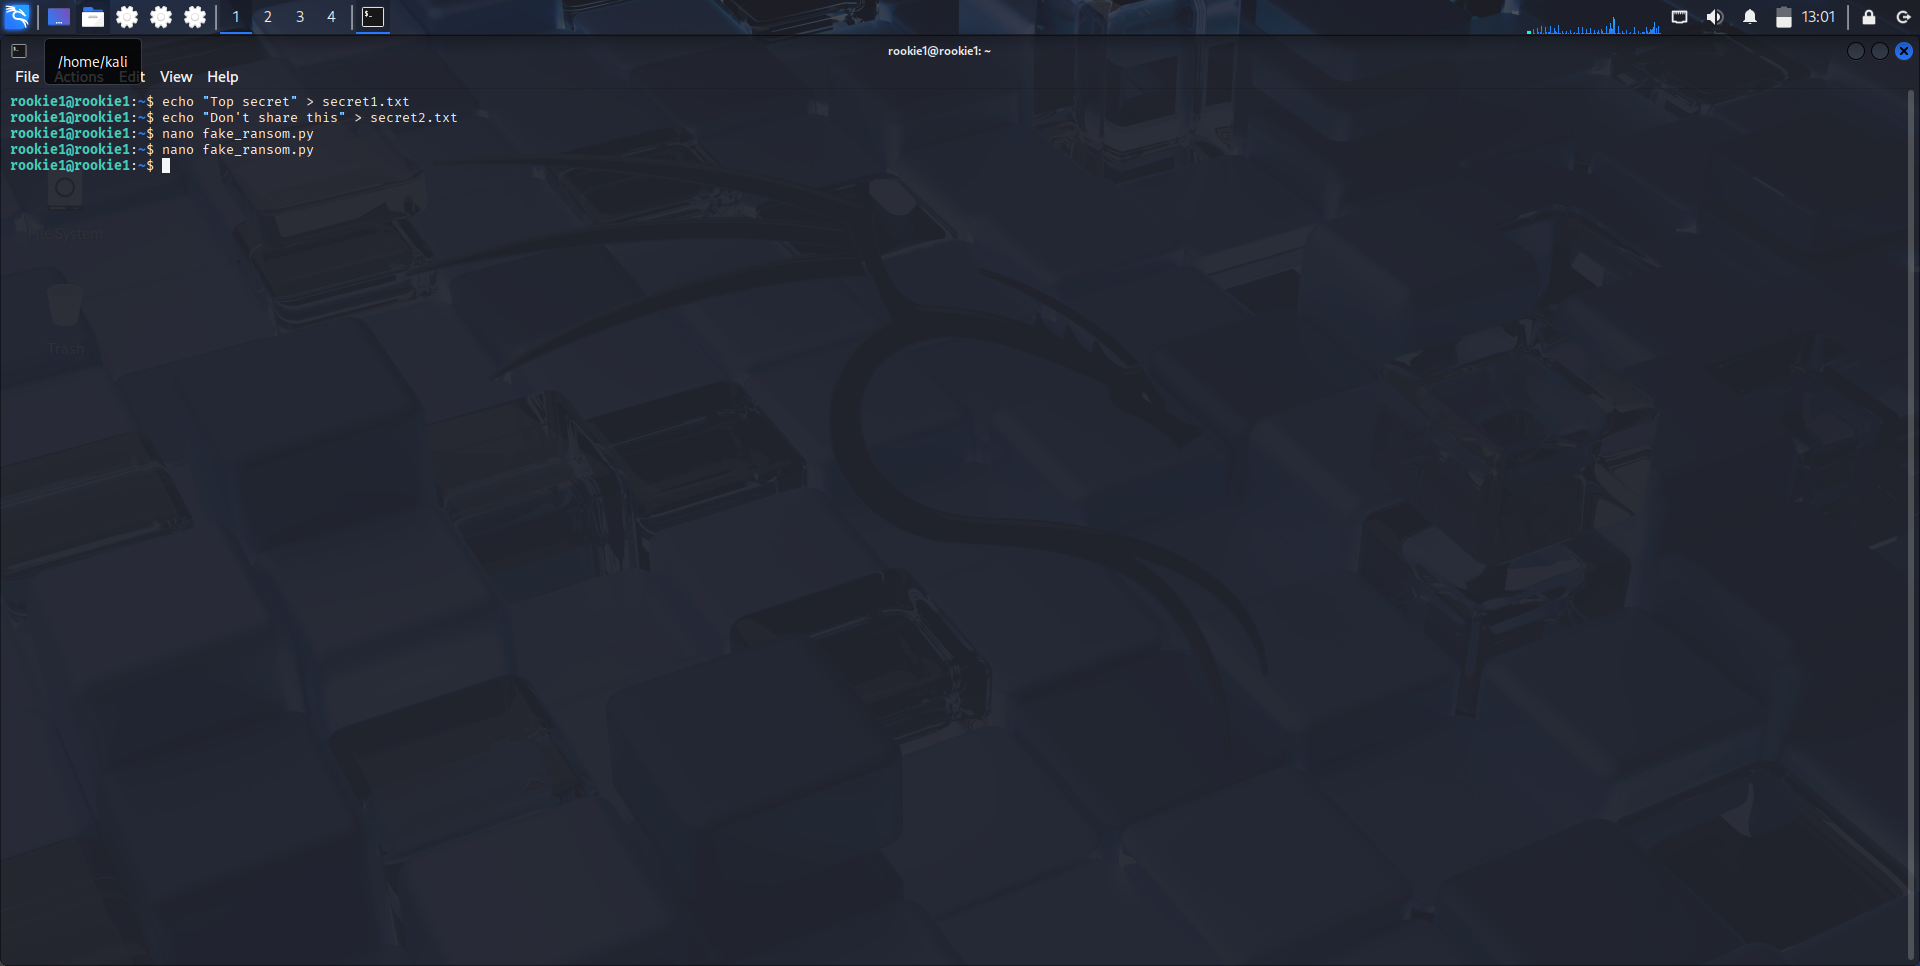 1 2 3 4 13:01
rookie1@rookie1: ~
/home/kali
File Actions Edit View Help
rookie1@rookie1:~$ echo "Top secret" > secret1.txt
rookie1@rookie1:~$ echo "Don't share this" > secret2.txt
rookie1@rookie1:~$ nano fake_ransom.py
rookie1@rookie1:~$ nano fake_ransom.py
rookie1@rookie1:~$
File System
Trash